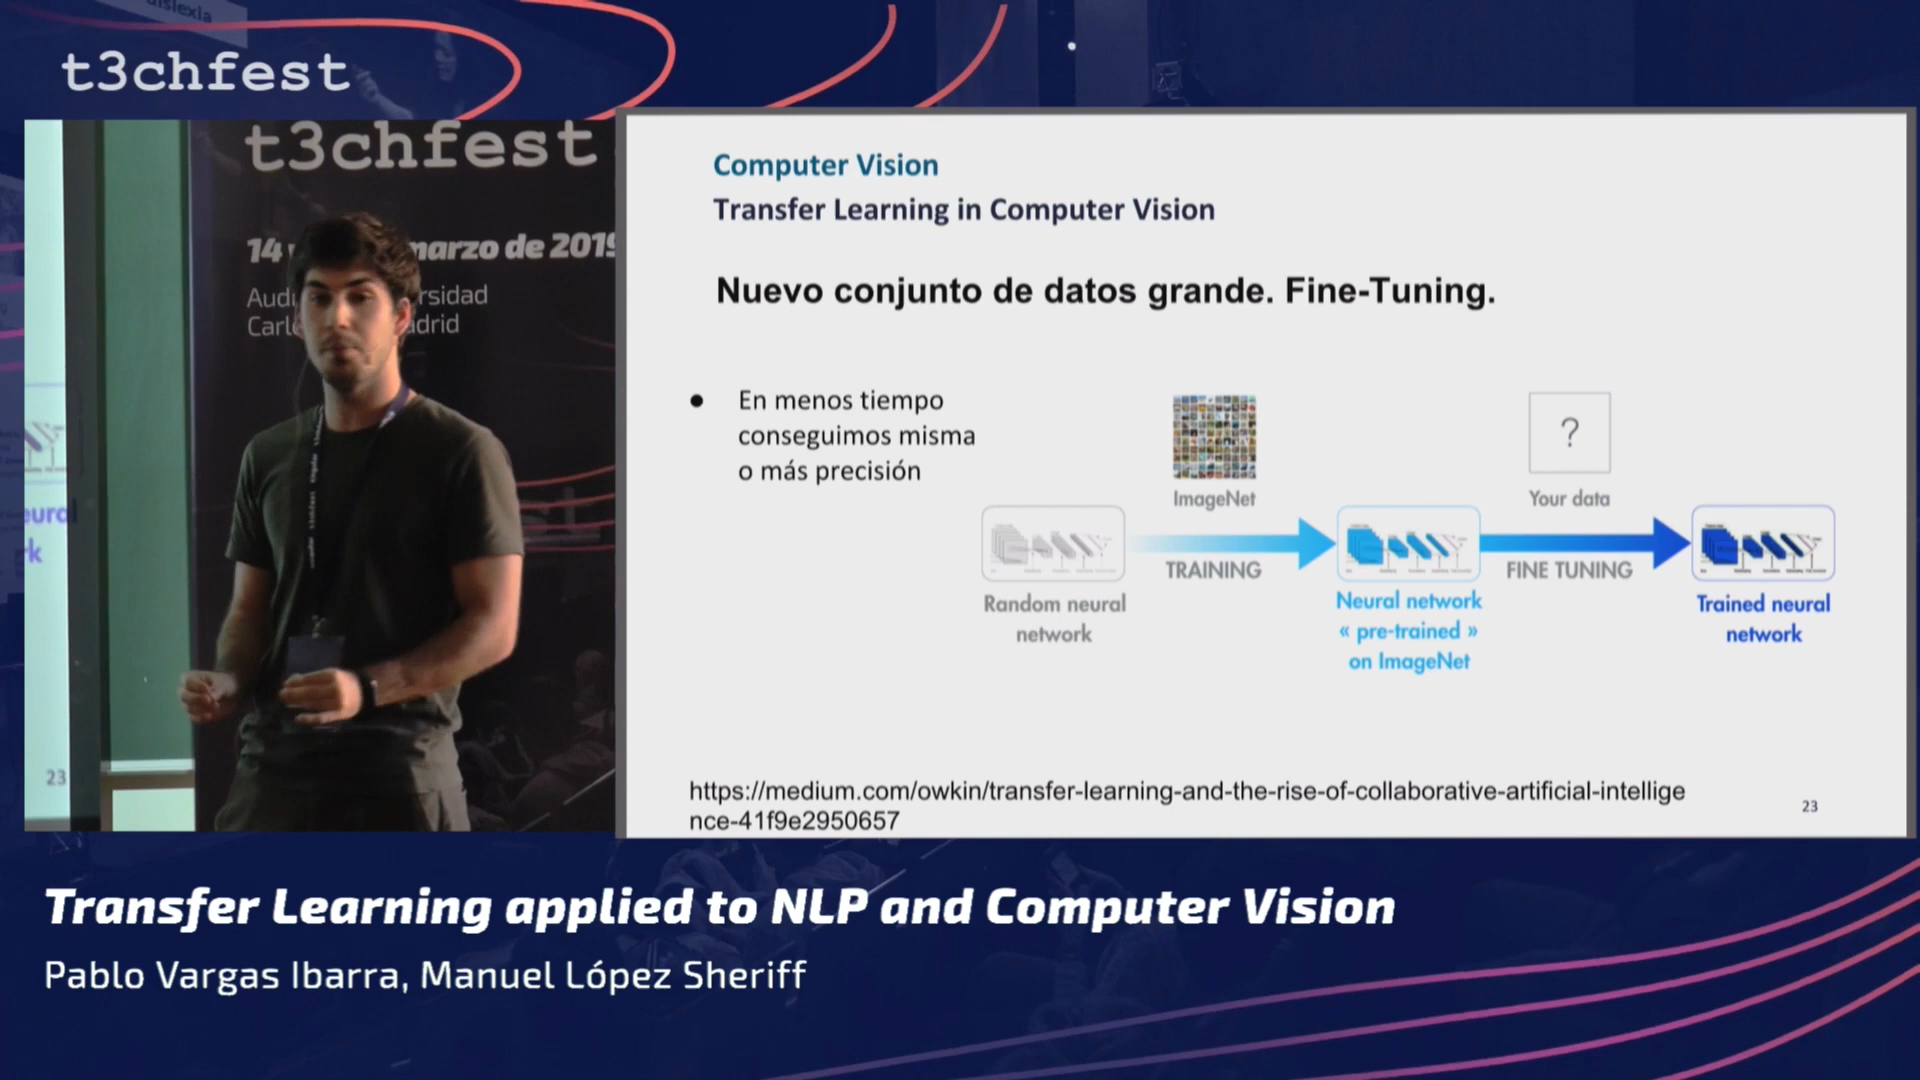 t3chfest
t3chfest
marzo de 2019
rsidad
adrid
23
Computer Vision
Transfer Learning in Computer Vision
Nuevo conjunto de datos grande. Fine-Tuning.
● En menos tiempo
conseguimos misma
o más precisión
ImageNet
Your data
?
TRAINING
FINE TUNING
Random neural
network
Neural network
« pre-trained »
on ImageNet
Trained neural
network
https://medium.com/owkin/transfer-learning-and-the-rise-of-collaborative-artificial-intellige
nce-41f9e2950657
23
Transfer Learning applied to NLP and Computer Vision
Pablo Vargas Ibarra, Manuel López Sheriff